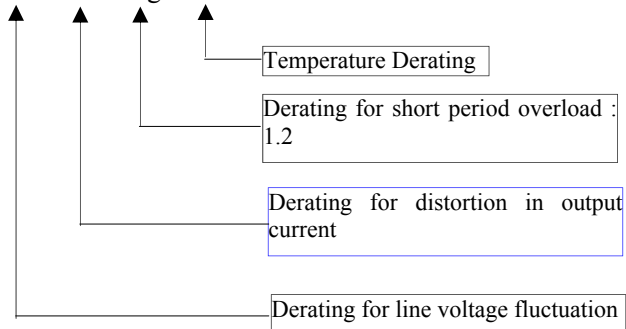 Temperature Derating
Derating for short period overload :
1.2
Derating for distortion in output
current
Derating for line voltage fluctuation